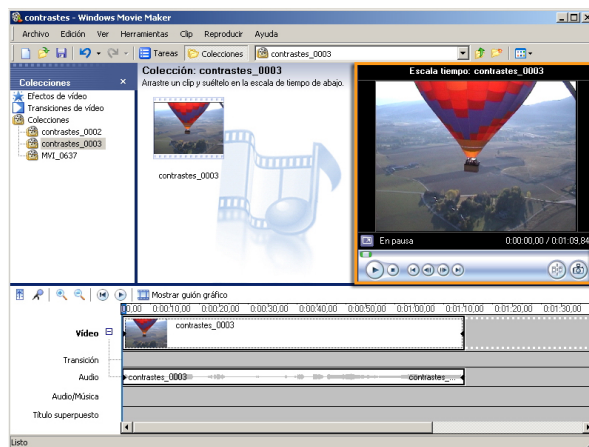 contrastes - Windows Movie Maker
Archivo Edición Ver Herramientas Clip Reproducir Ayuda
Tareas Colecciones contrastes_0003
Colecciones ×
Efectos de vídeo
Transiciones de vídeo
Colecciones
contrastes_0002
contrastes_0003
MVI_0637
Colección: contrastes_0003
Arrastre un clip y suéltelo en la escala de tiempo de abajo.
contrastes_0003
Escala tiempo: contrastes_0003
En pausa 0:00:00,00 / 0:01:09,84
Mostrar guión gráfico
0,00 0:00:10,00 0:00:20,00 0:00:30,00 0:00:40,00 0:00:50,00 0:01:00,00 0:01:10,00 0:01:20,00 0:01:30,00
Vídeo contrastes_0003
Transición
Audio contrastes_0003 contrastes_...
Audio/Música
Título superpuesto
Listo